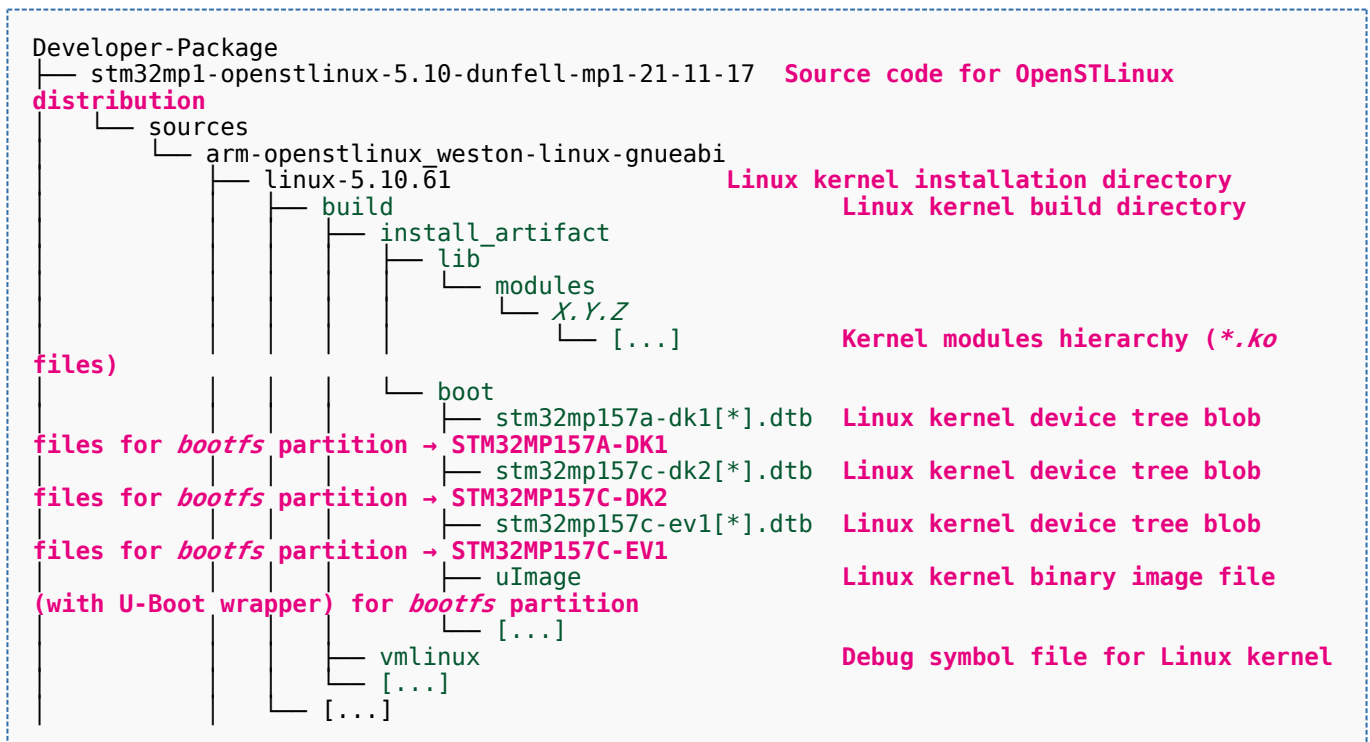 Developer-Package
├── stm32mp1-openstlinux-5.10-dunfell-mp1-21-11-17  Source code for OpenSTLinux
distribution
│   └── sources
│       └── arm-openstlinux_weston-linux-gnueabi
│           ├── linux-5.10.61                   Linux kernel installation directory
│           │   ├── build                               Linux kernel build directory
│           │   │   ├── install_artifact
│           │   │   │   ├── lib
│           │   │   │   │   └── modules
│           │   │   │   │       └── X.Y.Z
│           │   │   │   │           └── [...]           Kernel modules hierarchy (*.ko
files)
│           │   │   │   └── boot
│           │   │   │       ├── stm32mp157a-dk1[*].dtb  Linux kernel device tree blob
files for bootfs partition → STM32MP157A-DK1
│           │   │   │       ├── stm32mp157c-dk2[*].dtb  Linux kernel device tree blob
files for bootfs partition → STM32MP157C-DK2
│           │   │   │       ├── stm32mp157c-ev1[*].dtb  Linux kernel device tree blob
files for bootfs partition → STM32MP157C-EV1
│           │   │   │       ├── uImage                  Linux kernel binary image file
(with U-Boot wrapper) for bootfs partition
│           │   │   │       └── [...]
│           │   │   ├── vmlinux                         Debug symbol file for Linux kernel
│           │   │   └── [...]
│           │   └── [...]